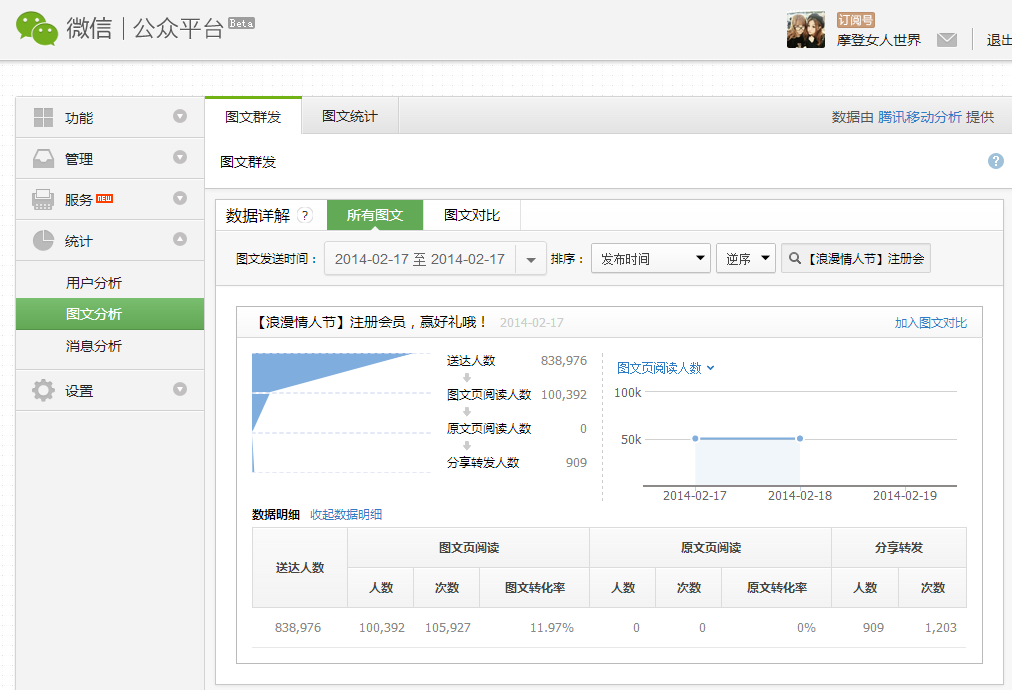 微信 公众平台 Beta
订阅号
摩登女人世界
退出
功能
管理
服务 NEW
统计
用户分析
图文分析
消息分析
设置
图文群发 图文统计 数据由 腾讯移动分析 提供
图文群发 ?
数据详解 ? 所有图文 图文对比
图文发送时间： 2014-02-17 至 2014-02-17 排序： 发布时间 逆序 【浪漫情人节】注册会
【浪漫情人节】注册会员，赢好礼哦！ 2014-02-17 加入图文对比
送达人数 838,976
图文页阅读人数 100,392
原文页阅读人数 0
分享转发人数 909
图文页阅读人数
100k
50k
2014-02-17 2014-02-18 2014-02-19
数据明细 收起数据明细
送达人数 图文页阅读 原文页阅读 分享转发
人数 次数 图文转化率 人数 次数 原文转化率 人数 次数
838,976 100,392 105,927 11.97% 0 0 0% 909 1,203